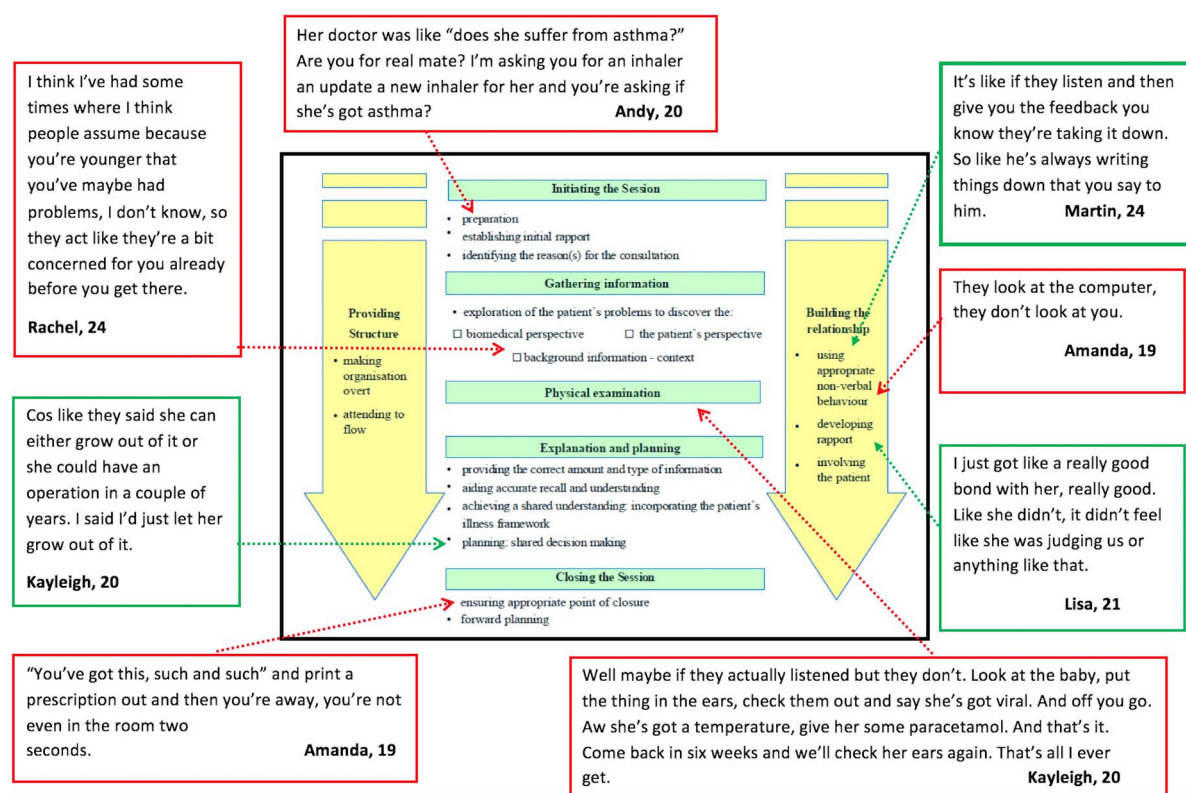 Her doctor was like “does she suffer from asthma?”
Are you for real mate? I’m asking you for an inhaler
an update a new inhaler for her and you’re asking if
she’s got asthma? Andy, 20
I think I’ve had some
times where I think
people assume because
you’re younger that
you’ve maybe had
problems, I don’t know, so
they act like they’re a bit
concerned for you already
before you get there.
Rachel, 24
Cos like they said she can
either grow out of it or
she could have an
operation in a couple of
years. I said I’d just let her
grow out of it.
Kayleigh, 20
Providing
Structure
• making
organisation
overt
• attending to
flow
Initiating the Session
• preparation
• establishing initial rapport
• identifying the reason(s) for the consultation
Gathering information
• exploration of the patient’s problems to discover the:
☐ biomedical perspective ☐ the patient’s perspective
☐ background information - context
Physical examination
Explanation and planning
• providing the correct amount and type of information
• aiding accurate recall and understanding
• achieving a shared understanding: incorporating the patient’s
illness framework
• planning: shared decision making
Closing the Session
ensuring appropriate point of closure
• forward planning
Building the
relationship
• using
appropriate
non-verbal
behaviour
• developing
rapport
• involving
the patient
It’s like if they listen and then
give you the feedback you
know they’re taking it down.
So like he’s always writing
things down that you say to
him. Martin, 24
They look at the computer,
they don’t look at you.
Amanda, 19
I just got like a really good
bond with her, really good.
Like she didn’t, it didn’t feel
like she was judging us or
anything like that.
Lisa, 21
“You’ve got this, such and such” and print a
prescription out and then you’re away, you’re not
even in the room two
seconds. Amanda, 19
Well maybe if they actually listened but they don’t. Look at the baby, put
the thing in the ears, check them out and say she’s got viral. And off you go.
Aw she’s got a temperature, give her some paracetamol. And that’s it.
Come back in six weeks and we’ll check her ears again. That’s all I ever
get. Kayleigh, 20